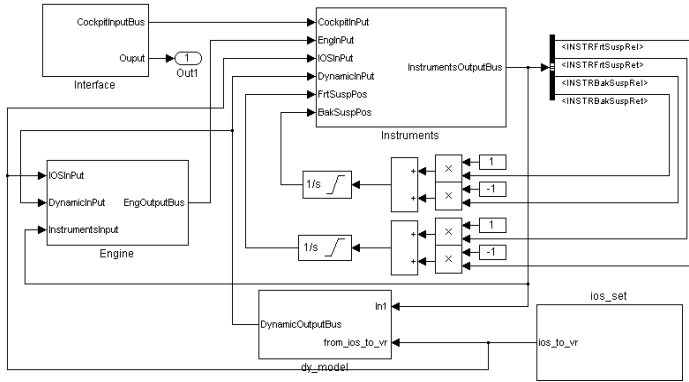 CockpitInputBus
Ouput
Interface
1
Out1
CockpitInPut
EngInPut
IOSInPut
DynamicInPut
FrtSuspPos
BakSuspPos
InstrumentsOutputBus
Instruments
<INSTRFrtSuspRel>
<INSTRFrtSuspRet>
<INSTRBakSuspRel>
<INSTRBakSuspRet>
IOSInPut
DynamicInPut
InstrumentsInput
EngOutputBus
Engine
1/s
+
+
×
×
1
-1
1/s
+
+
×
×
1
-1
In1
DynamicOutputBus
from_ios_to_vr
dy_model
ios_set
ios_to_vr